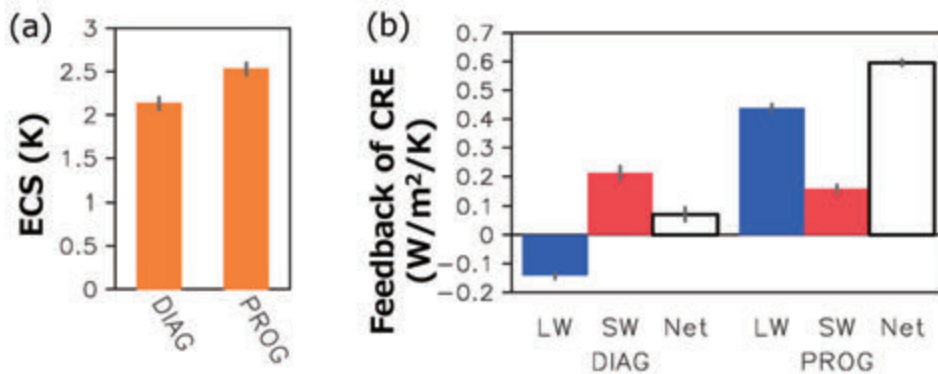 (a)
ECS (K)
3
2.5
2
1.5
1
0.5
0
DIAG
PROG
(b)
Feedback of CRE
(W/m²/K)
0.7
0.6
0.5
0.4
0.3
0.2
0.1
0
−0.1
−0.2
LW SW Net LW SW Net
DIAG PROG